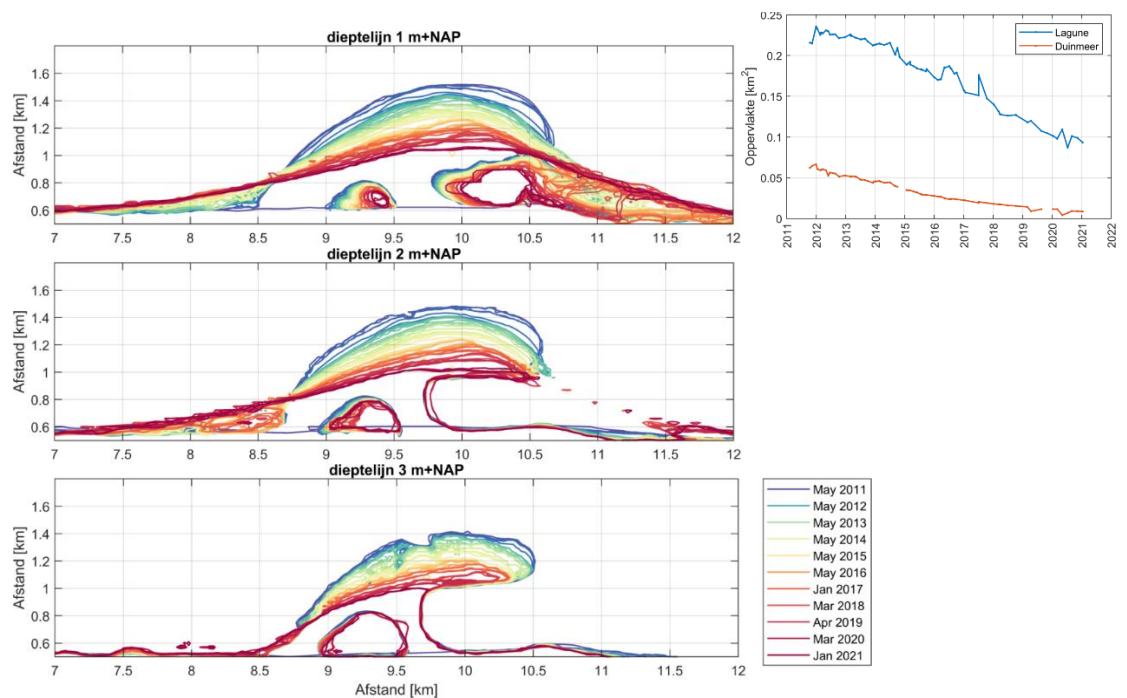 dieptelijn 1 m+NAP
Afstand [km]
1.6
1.4
1.2
1
0.8
0.6
7 7.5 8 8.5 9 9.5 10 10.5 11 11.5 12
0.25
0.2
0.15
0.1
0.05
0
Oppervlakte [km²]
Lagune
Duinmeer
2011 2012 2013 2014 2015 2016 2017 2018 2019 2020 2021 2022
dieptelijn 2 m+NAP
Afstand [km]
1.6
1.4
1.2
1
0.8
0.6
7 7.5 8 8.5 9 9.5 10 10.5 11 11.5 12
dieptelijn 3 m+NAP
Afstand [km]
1.6
1.4
1.2
1
0.8
0.6
7 7.5 8 8.5 9 9.5 10 10.5 11 11.5 12
Afstand [km]
May 2011
May 2012
May 2013
May 2014
May 2015
May 2016
Jan 2017
Mar 2018
Apr 2019
Mar 2020
Jan 2021